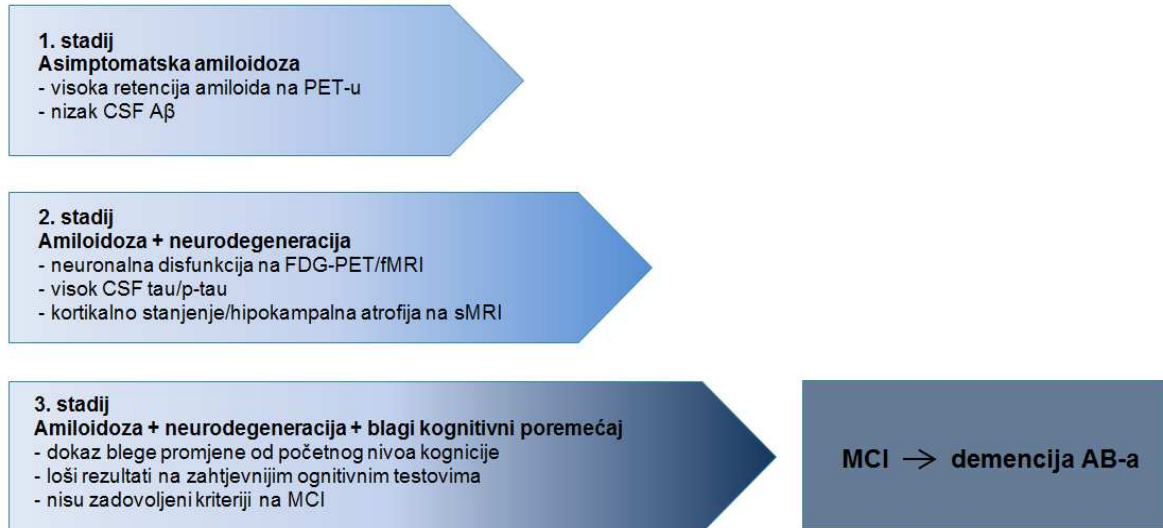 1. stadij
Asimptomatska amiloidoza
- visoka retencija amiloida na PET-u
- nizak CSF Aβ
2. stadij
Amiloidoza + neurodegeneracija
- neuronalna disfunkcija na FDG-PET/fMRI
- visok CSF tau/p-tau
- kortikalno stanjenje/hipokampalna atrofija na sMRI
3. stadij
Amiloidoza + neurodegeneracija + blagi kognitivni poremećaj
- dokaz blege promjene od početnog nivoa kognicije
- loši rezultati na zahtjevnijim ognitivnim testovima
- nisu zadovoljeni kriteriji na MCI
MCI → demencija AB-a